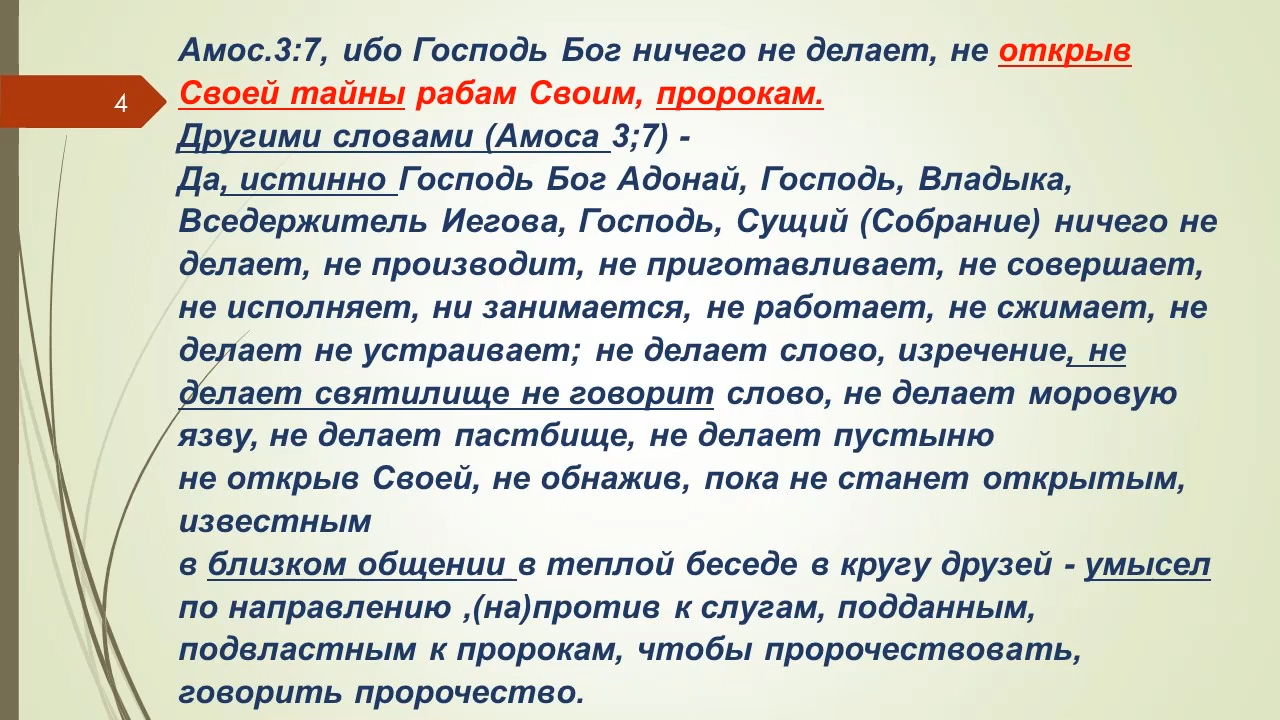 4
Амос.3:7, ибо Господь Бог ничего не делает, не открыв
Своей тайны рабам Своим, пророкам.
Другими словами (Амоса 3;7) -
Да, истинно Господь Бог Адонай, Господь, Владыка,
Вседержитель Иегова, Господь, Сущий (Собрание) ничего не
делает, не производит, не приготавливает, не совершает,
не исполняет, ни занимается, не работает, не сжимает, не
делает не устраивает; не делает слово, изречение, не
делает святилище не говорит слово, не делает моровую
язву, не делает пастбище, не делает пустыню
не открыв Своей, не обнажив, пока не станет открытым,
известным
в близком общении в теплой беседе в кругу друзей - умысел
по направлению ,(на)против к слугам, подданным,
подвластным к пророкам, чтобы пророчествовать,
говорить пророчество.